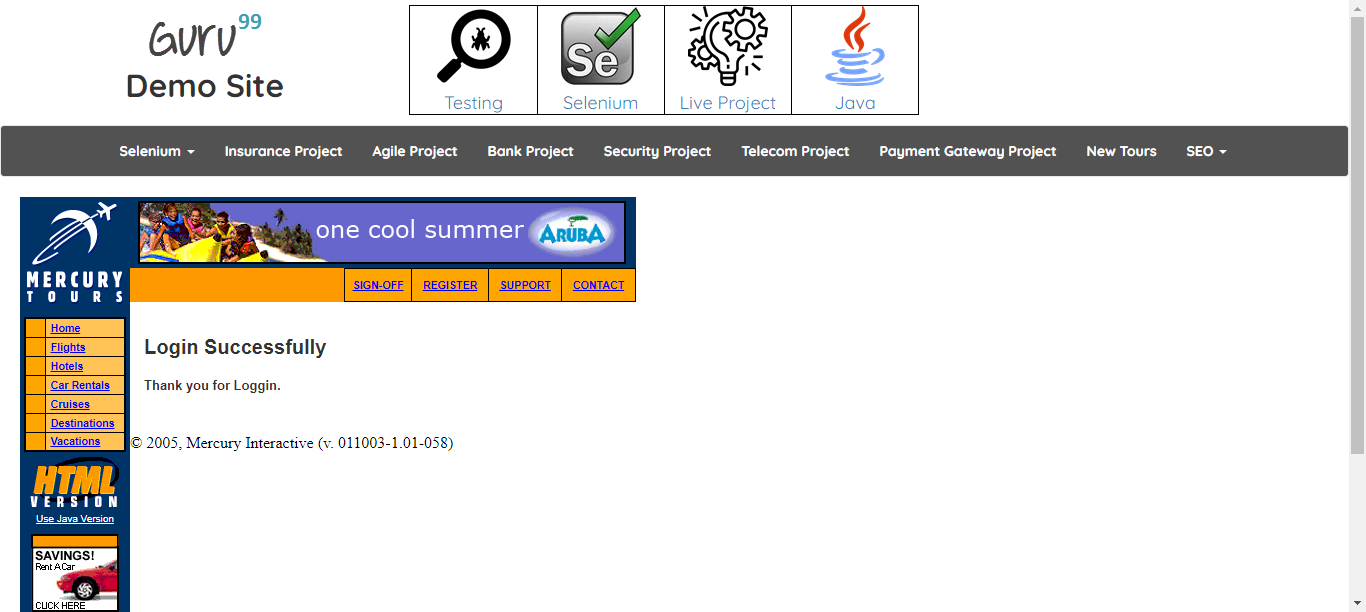 Guru99
Demo Site
Testing
Se
Selenium
Live Project
Java
Selenium
Insurance Project
Agile Project
Bank Project
Security Project
Telecom Project
Payment Gateway Project
New Tours
SEO
MERCURY
TOURS
one cool summer
ARUBA
SIGN-OFF
REGISTER
SUPPORT
CONTACT
Home
Flights
Hotels
Car Rentals
Cruises
Destinations
Vacations
Login Successfully
Thank you for Loggin.
© 2005, Mercury Interactive (v. 011003-1.01-058)
HTML
VERSION
Use Java Version
SAVINGS!
Rent A Car
CLICK HERE